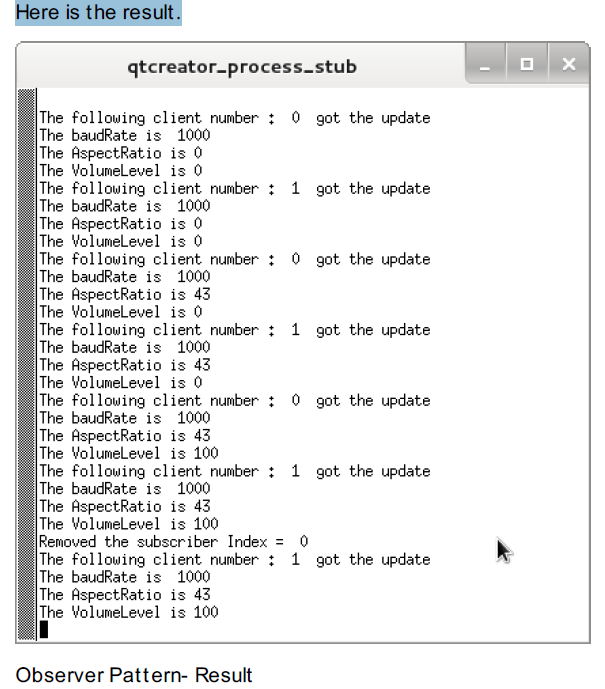 Here is the result.
qtcreator_process_stub
The following client number :  0  got the update
The baudRate is  1000
The AspectRatio is 0
The VolumeLevel is 0
The following client number :  1  got the update
The baudRate is  1000
The AspectRatio is 0
The VolumeLevel is 0
The following client number :  0  got the update
The baudRate is  1000
The AspectRatio is 43
The VolumeLevel is 0
The following client number :  1  got the update
The baudRate is  1000
The AspectRatio is 43
The VolumeLevel is 0
The following client number :  0  got the update
The baudRate is  1000
The AspectRatio is 43
The VolumeLevel is 100
The following client number :  1  got the update
The baudRate is  1000
The AspectRatio is 43
The VolumeLevel is 100
Removed the subscriber Index =  0
The following client number :  1  got the update
The baudRate is  1000
The AspectRatio is 43
The VolumeLevel is 100
Observer Pattern- Result